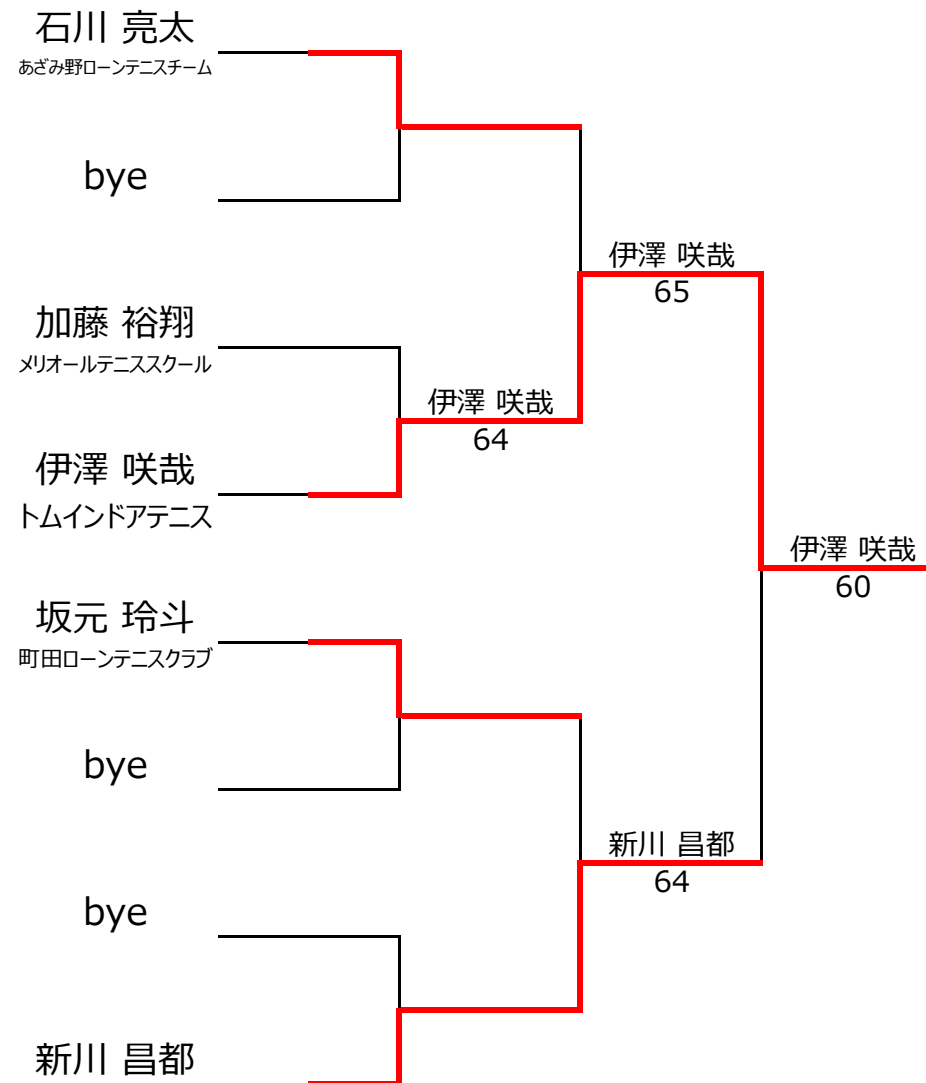 石川 亮太
あざみ野ローンテニスチーム
bye
伊澤 咲哉
65
加藤 裕翔
メリオールテニススクール
伊澤 咲哉
64
伊澤 咲哉
トムインドアテニス
伊澤 咲哉
60
坂元 玲斗
町田ローンテニスクラブ
bye
新川 昌都
64
bye
新川 昌都